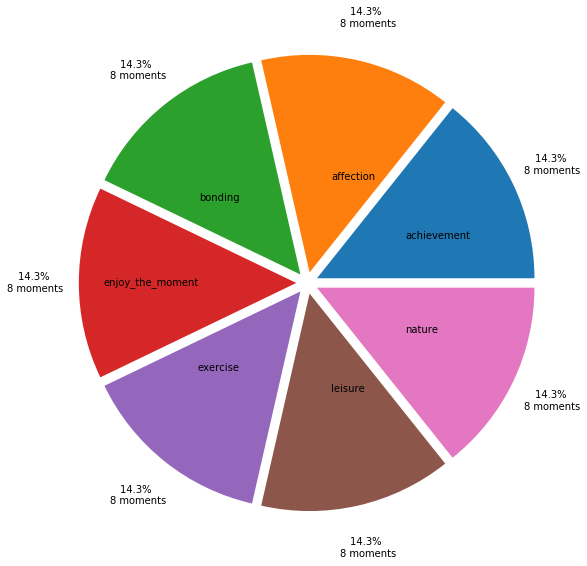 14.3%
8 moments
14.3%
8 moments
affection
14.3%
8 moments
bonding
achievement
14.3%
8 moments
enjoy_the_moment
nature
exercise
leisure
14.3%
8 moments
14.3%
8 moments
14.3%
8 moments